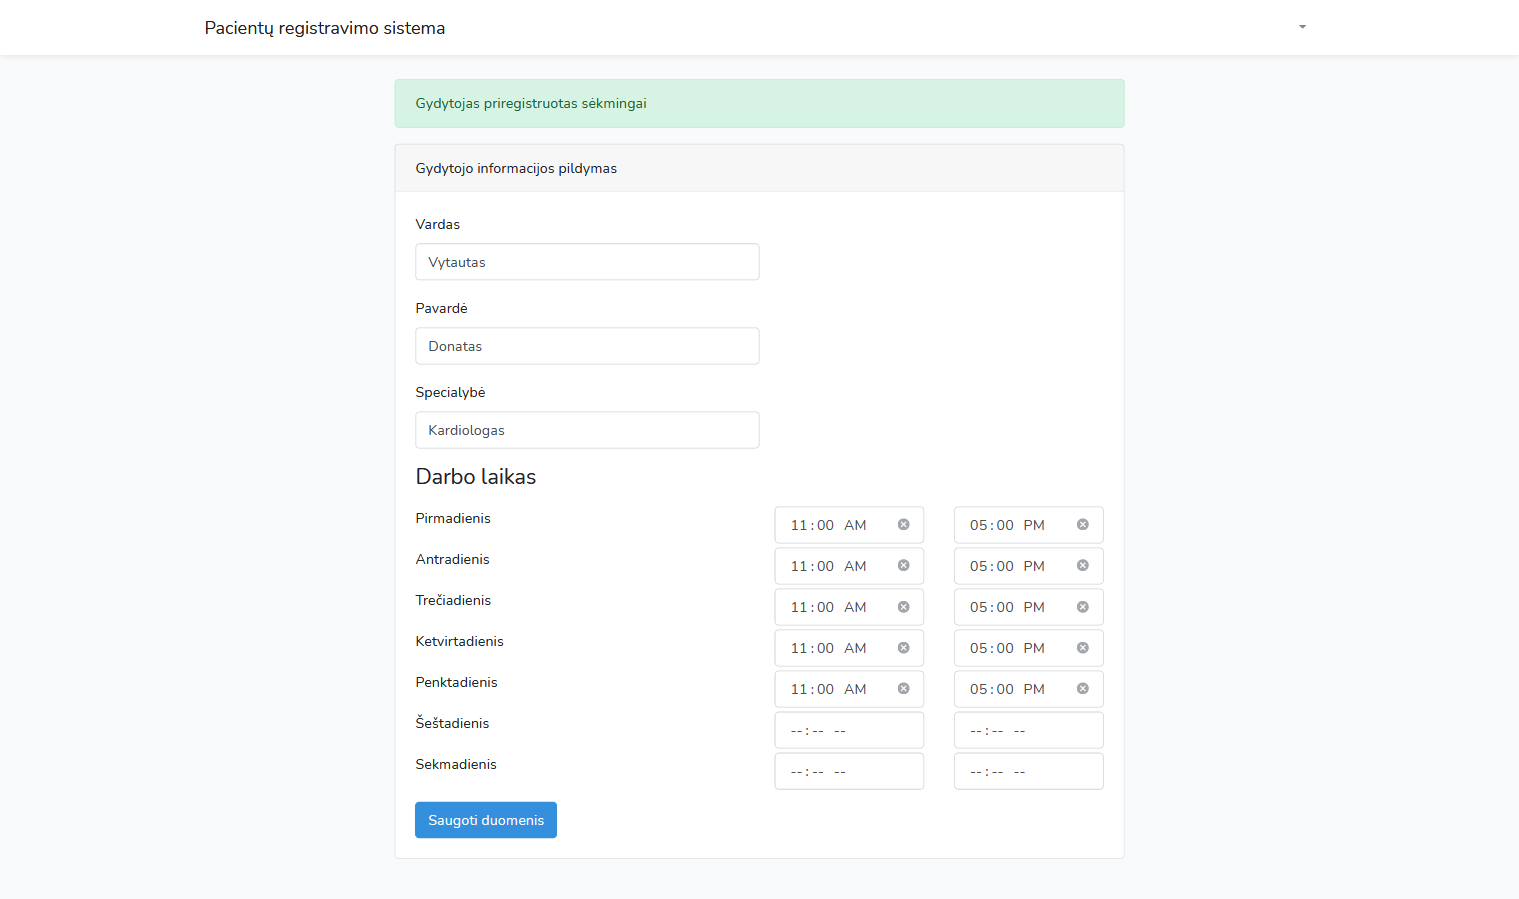 Pacientų registravimo sistema
Gydytojas priregistruotas sėkmingai
Gydytojo informacijos pildymas
Vardas
Vytautas
Pavardė
Donatas
Specialybė
Kardiologas
Darbo laikas
Pirmadienis 11:00 AM 05:00 PM
Antradienis 11:00 AM 05:00 PM
Trečiadienis 11:00 AM 05:00 PM
Ketvirtadienis 11:00 AM 05:00 PM
Penktadienis 11:00 AM 05:00 PM
Šeštadienis --:-- -- --:-- --
Sekmadienis --:-- -- --:-- --
Saugoti duomenis